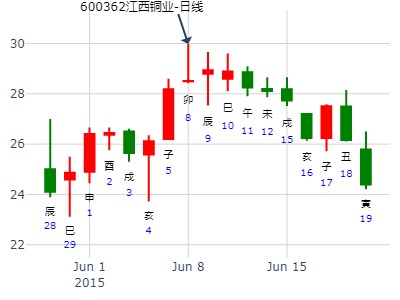 600362江西铜业-日线
30
28
26
24
22
辰
28
巳
29
申
1
酉
2
戌
3
亥
4
子
5
卯
8
辰
9
巳
10
午
11
未
12
戌
15
亥
16
子
17
丑
18
寅
19
Jun 1
2015
Jun 8
Jun 15